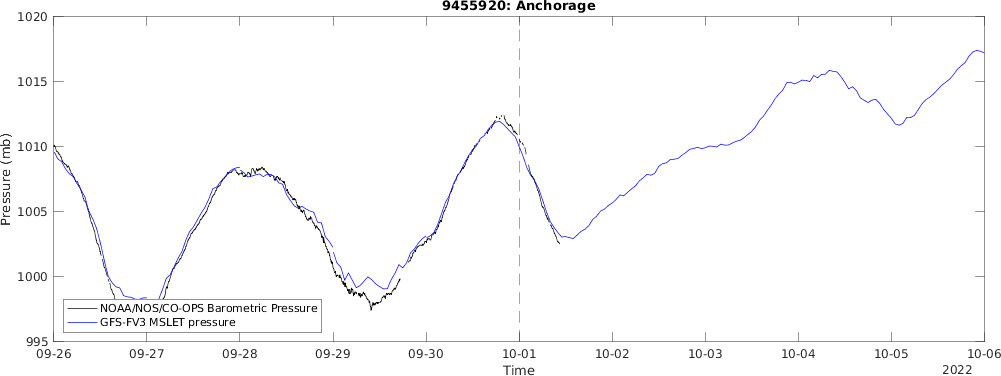 9455920: Anchorage
1020
1015
1010
1005
1000
995
Pressure (mb)
NOAA/NOS/CO-OPS Barometric Pressure
GFS-FV3 MSLET pressure
09-26 09-27 09-28 09-29 09-30 10-01 10-02 10-03 10-04 10-05 10-06
Time
2022